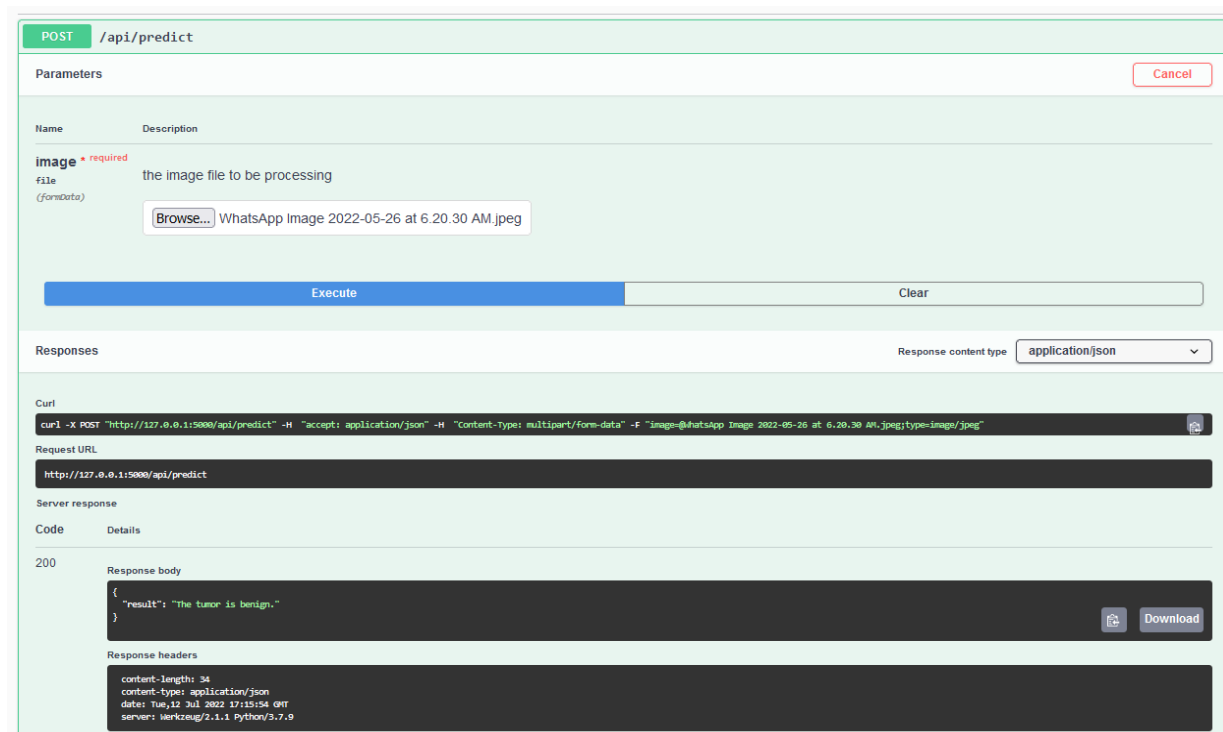 POST /api/predict
Parameters
Cancel
Name Description
image * required
file
(formData)
the image file to be processing
Browse... WhatsApp Image 2022-05-26 at 6.20.30 AM.jpeg
Execute Clear
Responses
Response content type application/json
Curl
curl -X POST "http://127.0.0.1:5000/api/predict" -H "accept: application/json" -H "Content-Type: multipart/form-data" -F "image=@WhatsApp Image 2022-05-26 at 6.20.30 AM.jpeg;type=image/jpeg"
Request URL
http://127.0.0.1:5000/api/predict
Server response
Code Details
200
Response body
{
"result": "The tumor is benign."
}
Download
Response headers
content-length: 34
content-type: application/json
date: Tue,12 Jul 2022 17:15:54 GMT
server: Werkzeug/2.1.1 Python/3.7.9